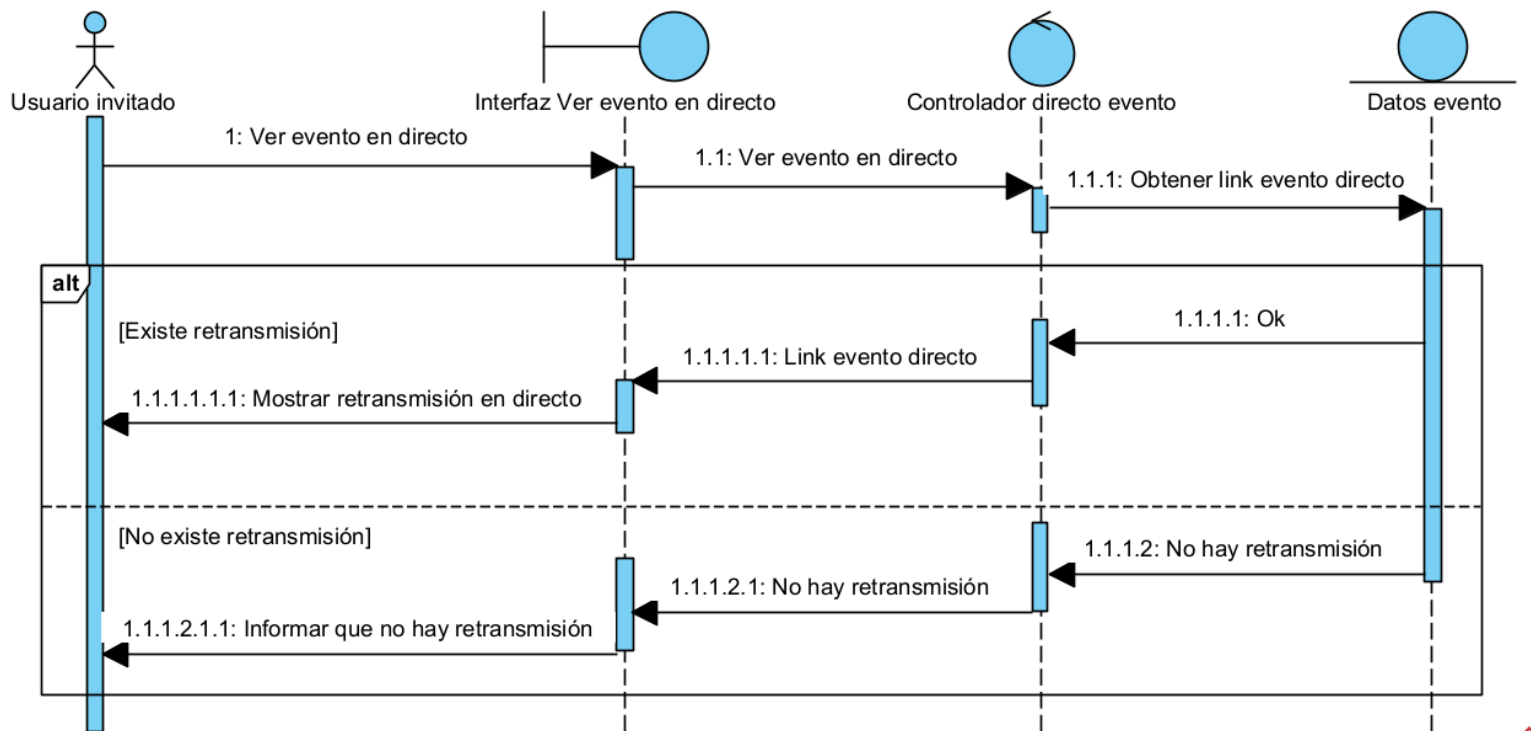 Usuario invitado
Interfaz Ver evento en directo
Controlador directo evento
Datos evento
1: Ver evento en directo
1.1: Ver evento en directo
1.1.1: Obtener link evento directo
alt
[Existe retransmisión]
1.1.1.1: Ok
1.1.1.1.1: Link evento directo
1.1.1.1.1.1: Mostrar retransmisión en directo
[No existe retransmisión]
1.1.1.2: No hay retransmisión
1.1.1.2.1: No hay retransmisión
1.1.1.2.1.1: Informar que no hay retransmisión